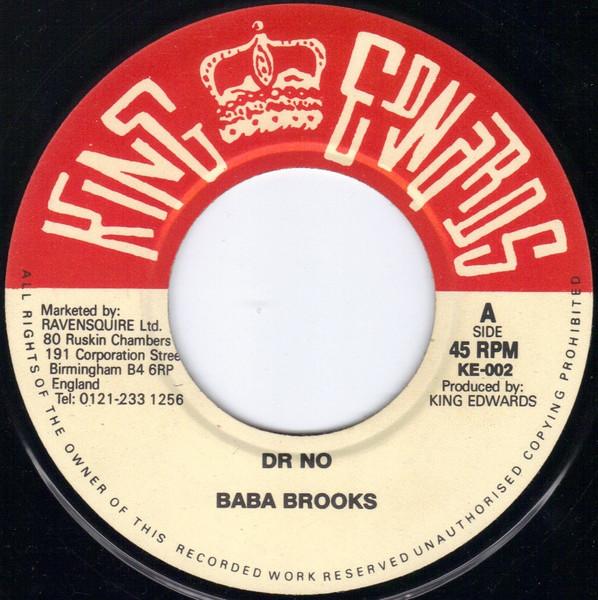 KING EDWARDS
Marketed by:
RAVENSQUIRE Ltd.
80 Ruskin Chambers
191 Corporation Stree
Birmingham B4 6RP
England
Tel: 0121-233 1256
A
SIDE
45 RPM
KE-002
Produced by:
KING EDWARDS
DR NO
BABA BROOKS
ALL RIGHTS OF THE OWNER OF THIS RECORDED WORK RESERVED UNAUTHORISED COPYING PROHIBITED